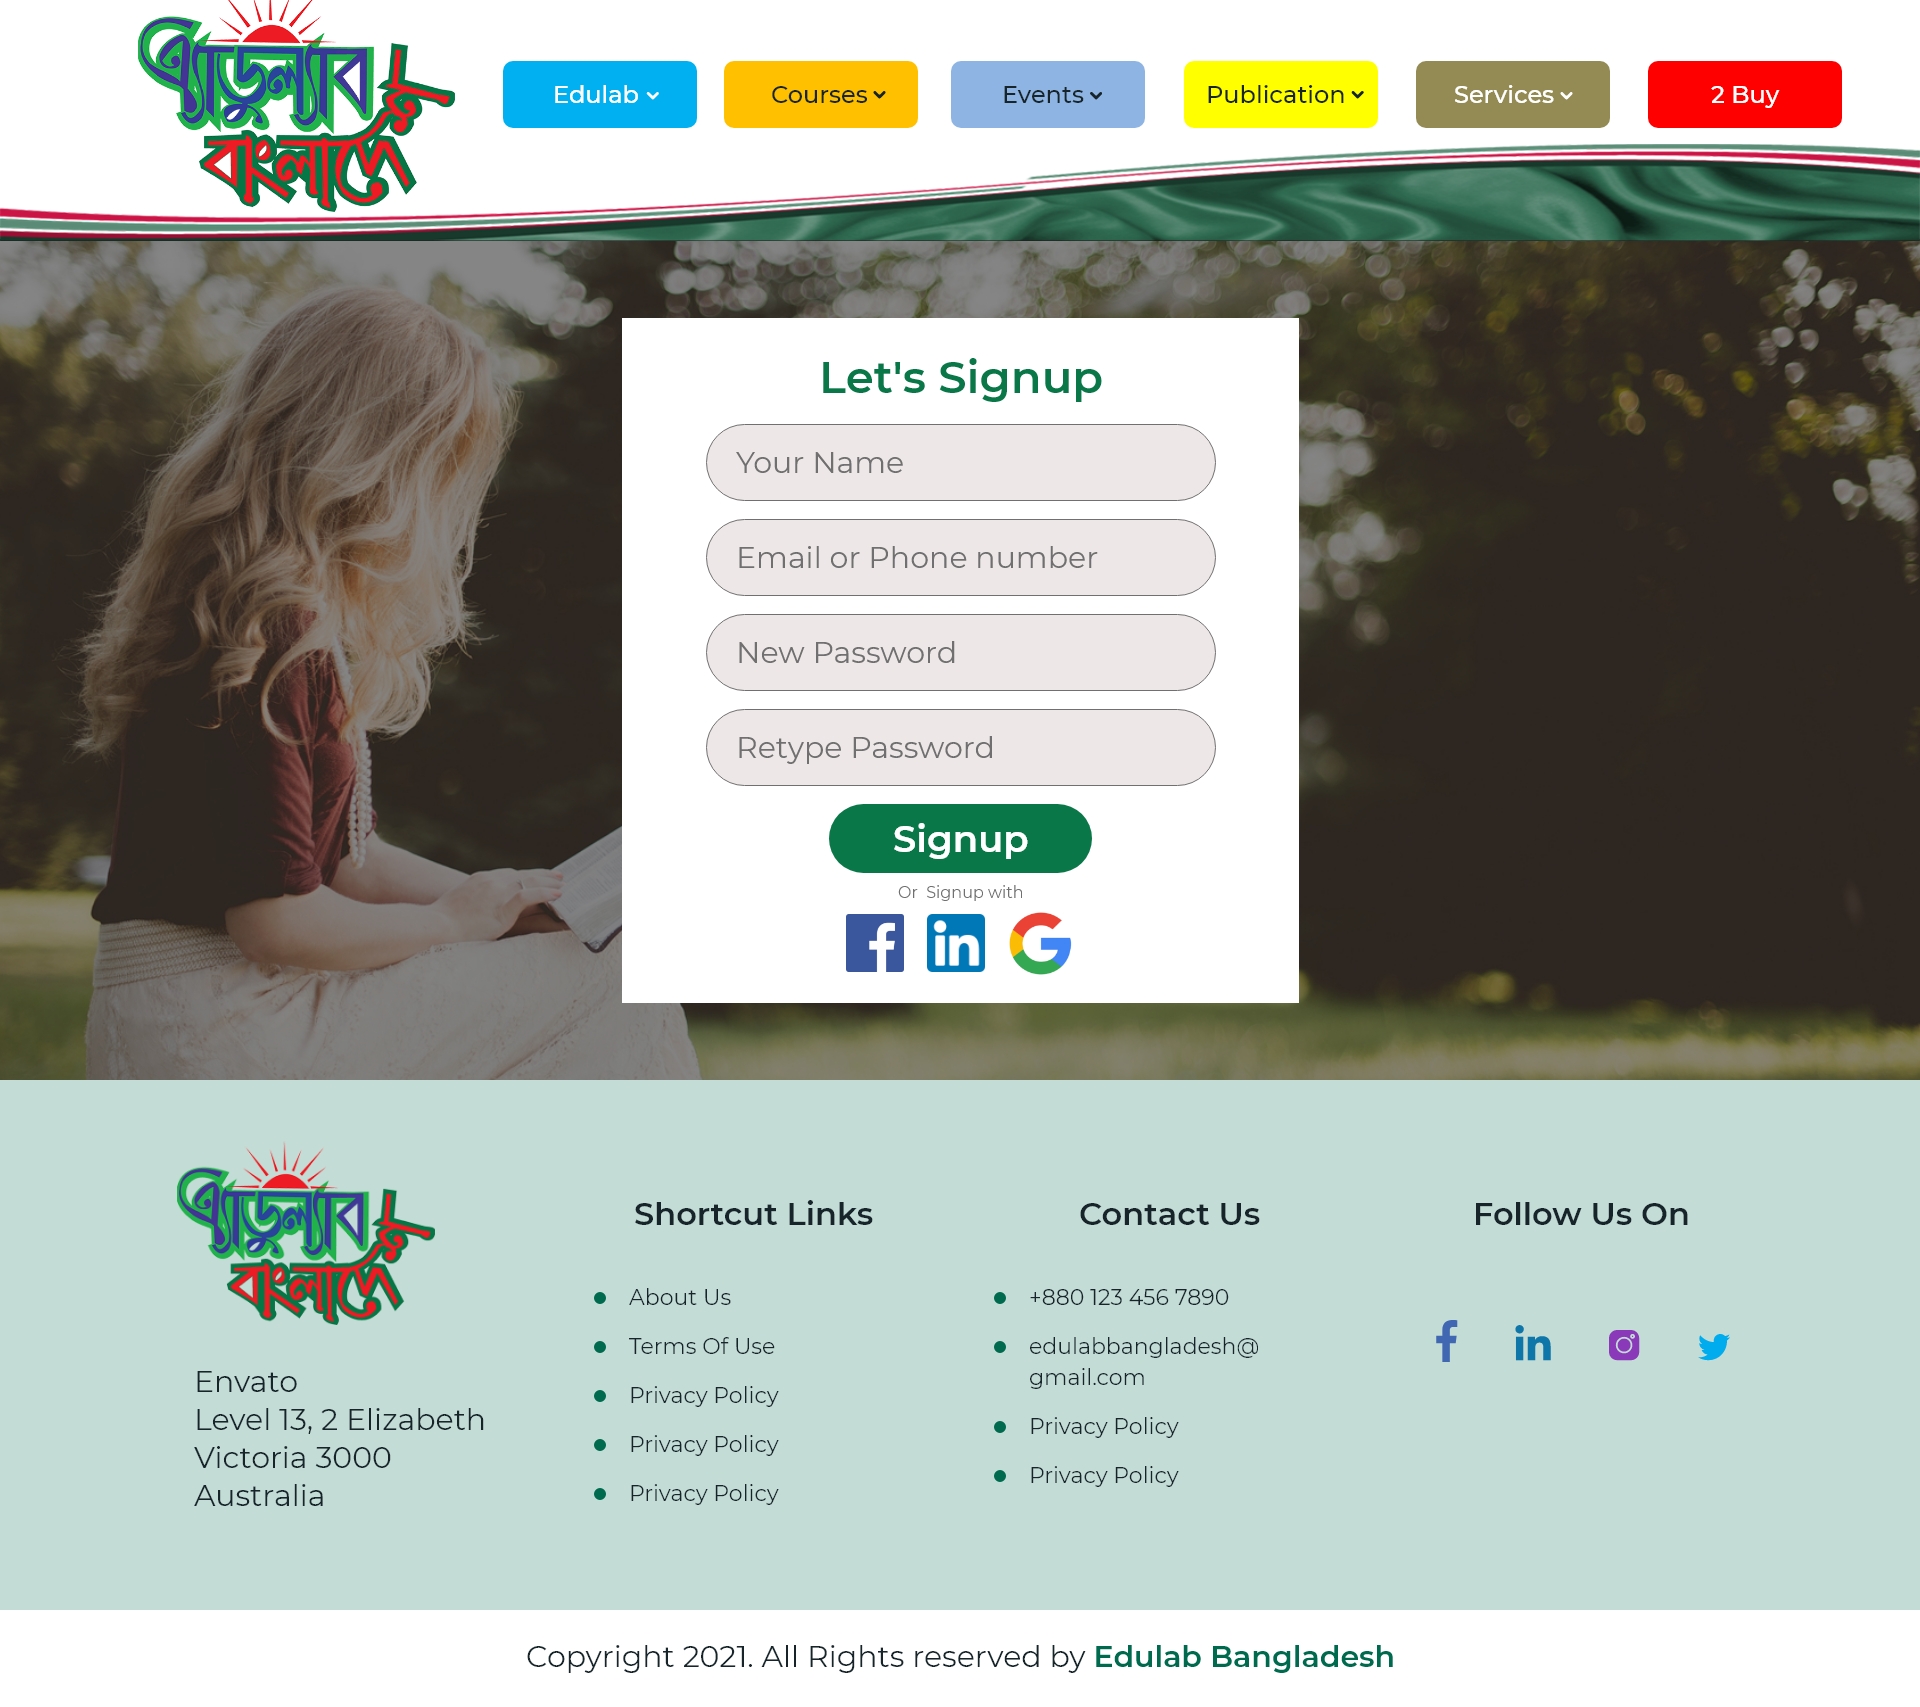 এ্যাডুল্যাব
বাংলাদেশ
Edulab
Courses
Events
Publication
Services
2 Buy
Let's Signup
Your Name
Email or Phone number
New Password
Retype Password
Signup
Or Signup with
f
in
G
Shortcut Links
Contact Us
Follow Us On
এ্যাডুল্যাব
বাংলাদেশ
About Us
Terms Of Use
Privacy Policy
Privacy Policy
Privacy Policy
+880 123 456 7890
edulabbangladesh@
gmail.com
Privacy Policy
Privacy Policy
f
in
Envato
Level 13, 2 Elizabeth
Victoria 3000
Australia
Copyright 2021. All Rights reserved by Edulab Bangladesh